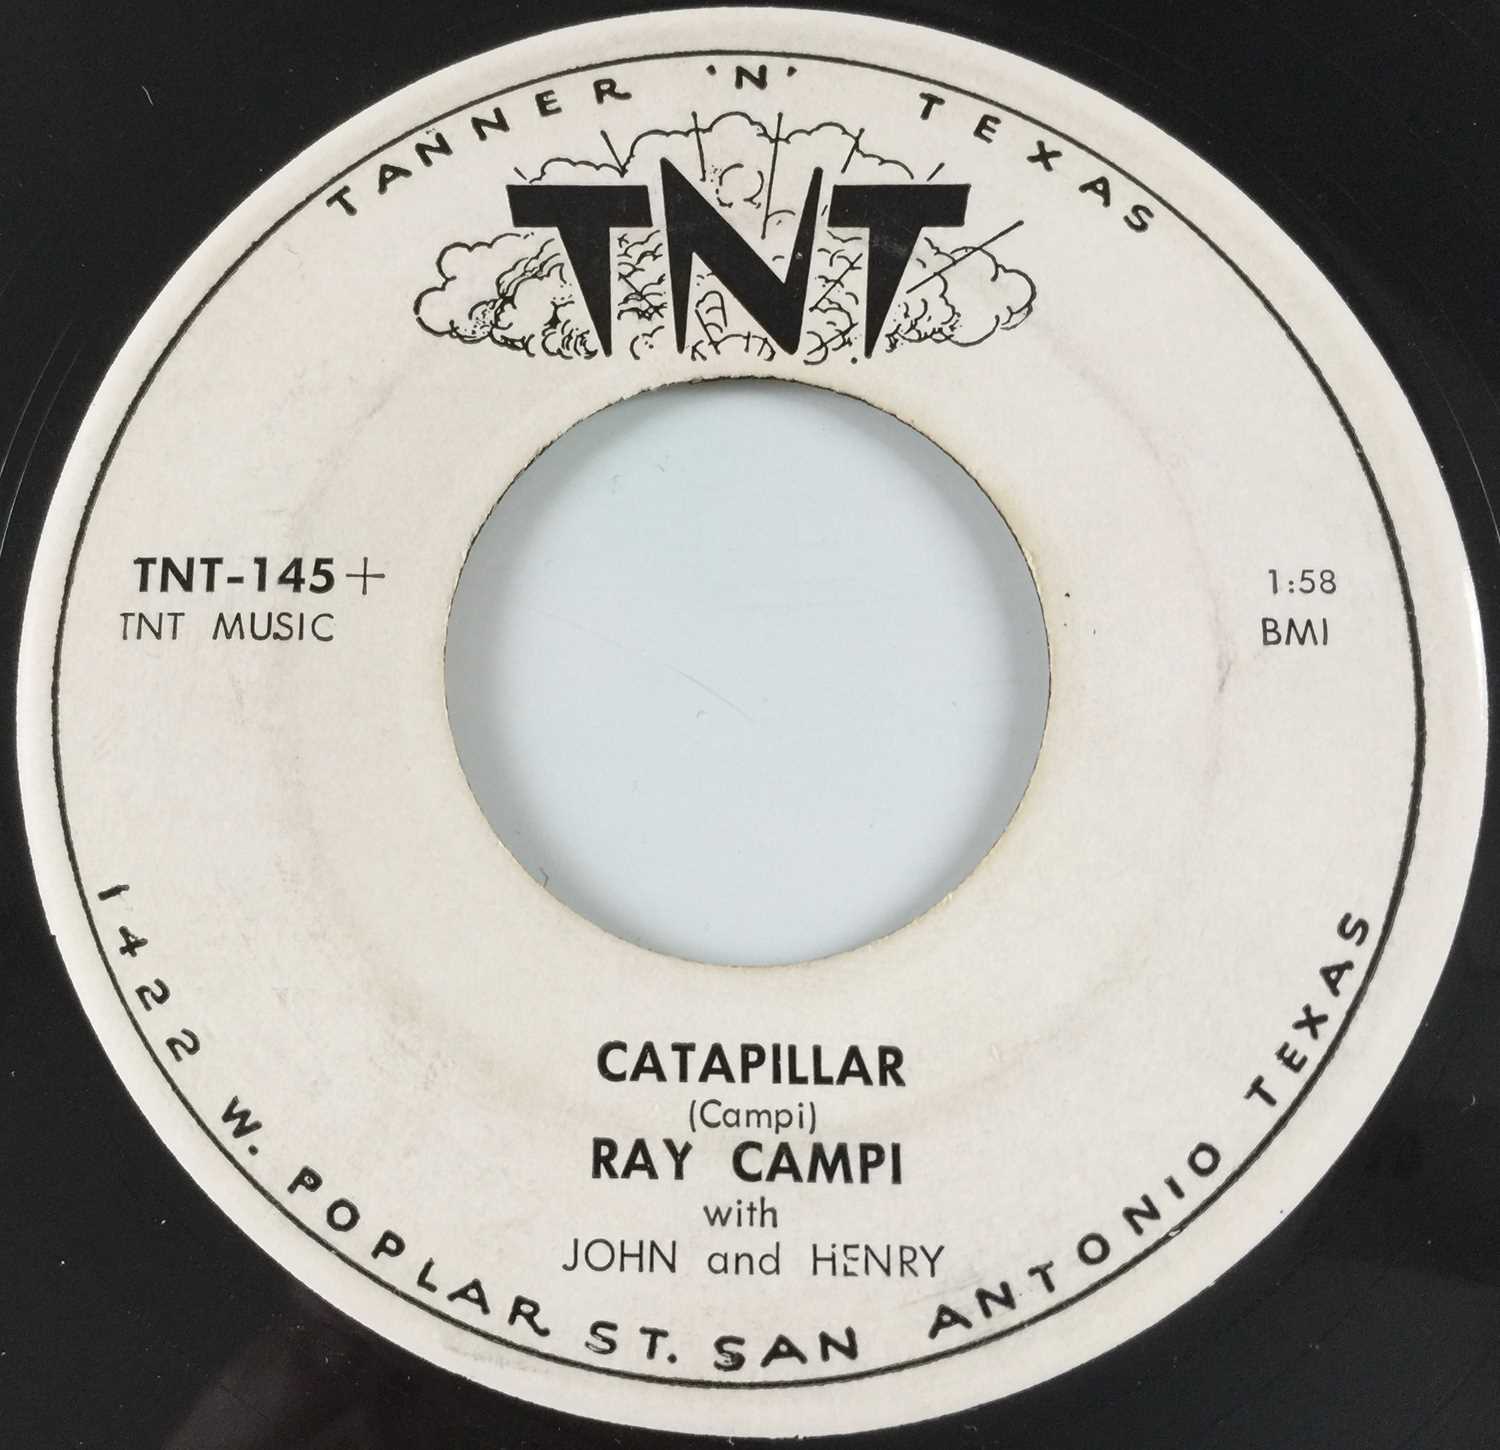 TANNER 'N' TEXAS
TNT
TNT-145+
TNT MUSIC
1:58
BMI
CATAPILLAR
(Campi)
RAY CAMPI
with
JOHN and HENRY
1422 W. POPLAR ST. SAN ANTONIO TEXAS